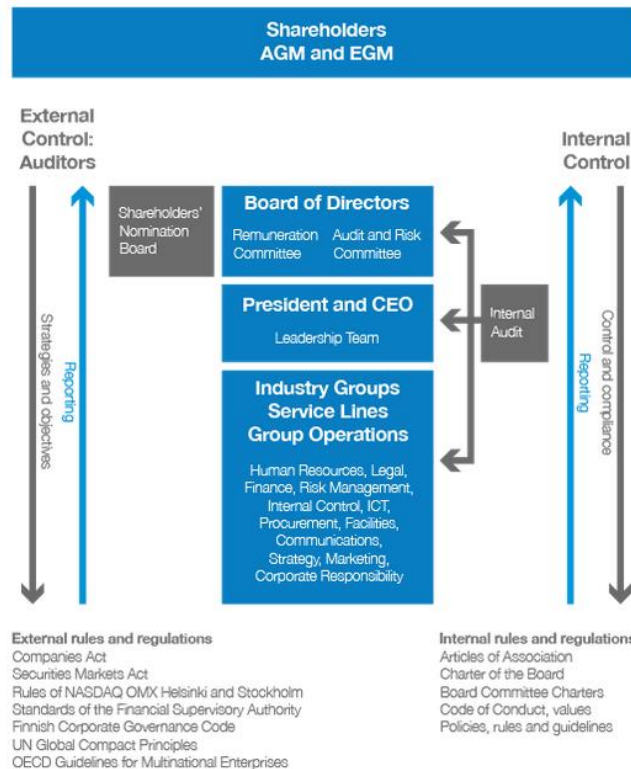 Shareholders
AGM and EGM
External
Control:
Auditors
Internal
Control
Shareholders'
Nomination
Board
Board of Directors
Remuneration
Committee
Audit and Risk
Committee
President and CEO
Leadership Team
Internal
Audit
Industry Groups
Service Lines
Group Operations
Human Resources, Legal,
Finance, Risk Management,
Internal Control, ICT,
Procurement, Facilities,
Communications,
Strategy, Marketing,
Corporate Responsibility
Strategies and objectives
Reporting
Reporting
Control and compliance
External rules and regulations
Companies Act
Securities Markets Act
Rules of NASDAQ OMX Helsinki and Stockholm
Standards of the Financial Supervisory Authority
Finnish Corporate Governance Code
UN Global Compact Principles
OECD Guidelines for Multinational Enterprises
Internal rules and regulations
Articles of Association
Charter of the Board
Board Committee Charters
Code of Conduct, values
Policies, rules and guidelines